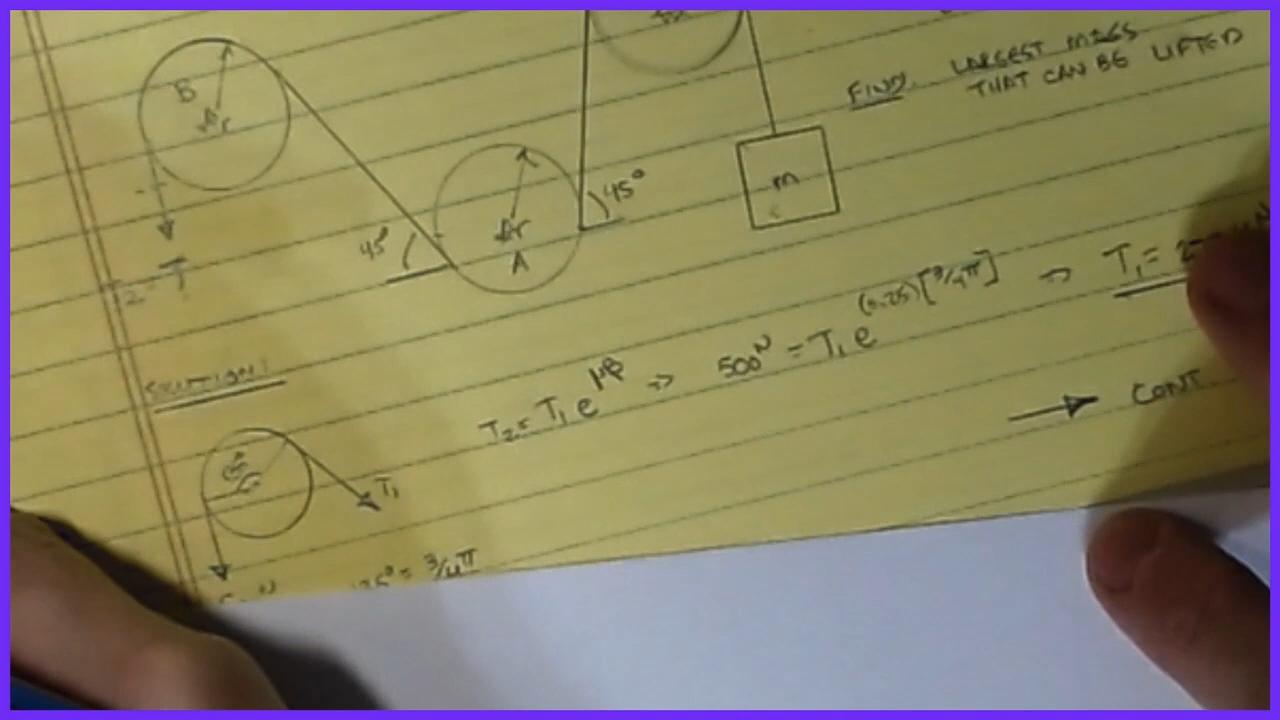 B
r
FIND. LARGEST MASS
THAT CAN BE LIFTED
m
45°
45°
r
A
T₂ = T
SOLUTION:
T₂ = T₁ e^μβ ⇒ 500ᴺ = T₁ e^(0.25)[3/4π] ⇒ T₁ =
→ CONT.
T₁
= 3/4π